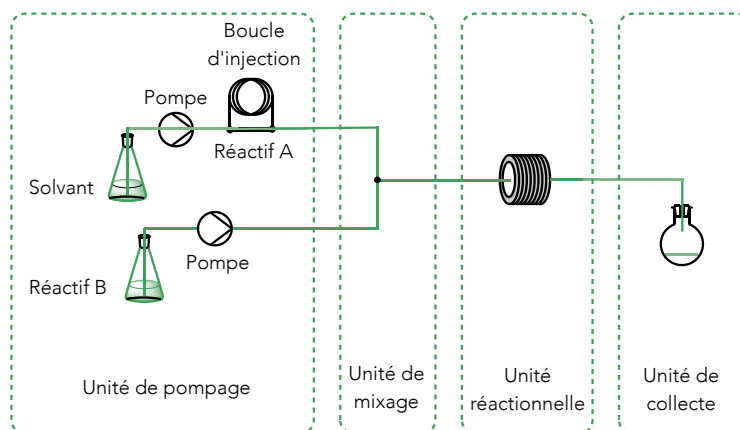 Boucle
d'injection
Pompe
Réactif A
Solvant
Pompe
Réactif B
Unité de pompage
Unité de
mixage
Unité
réactionnelle
Unité de
collecte